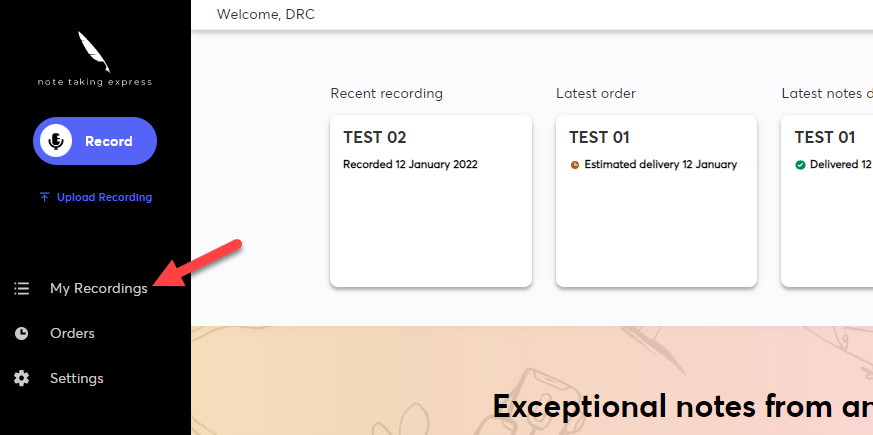 Welcome, DRC
note taking express
Record
Upload Recording
My Recordings
Orders
Settings
Recent recording
TEST 02
Recorded 12 January 2022
Latest order
TEST 01
Estimated delivery 12 January
Latest notes d
TEST 01
Delivered 12
Exceptional notes from an